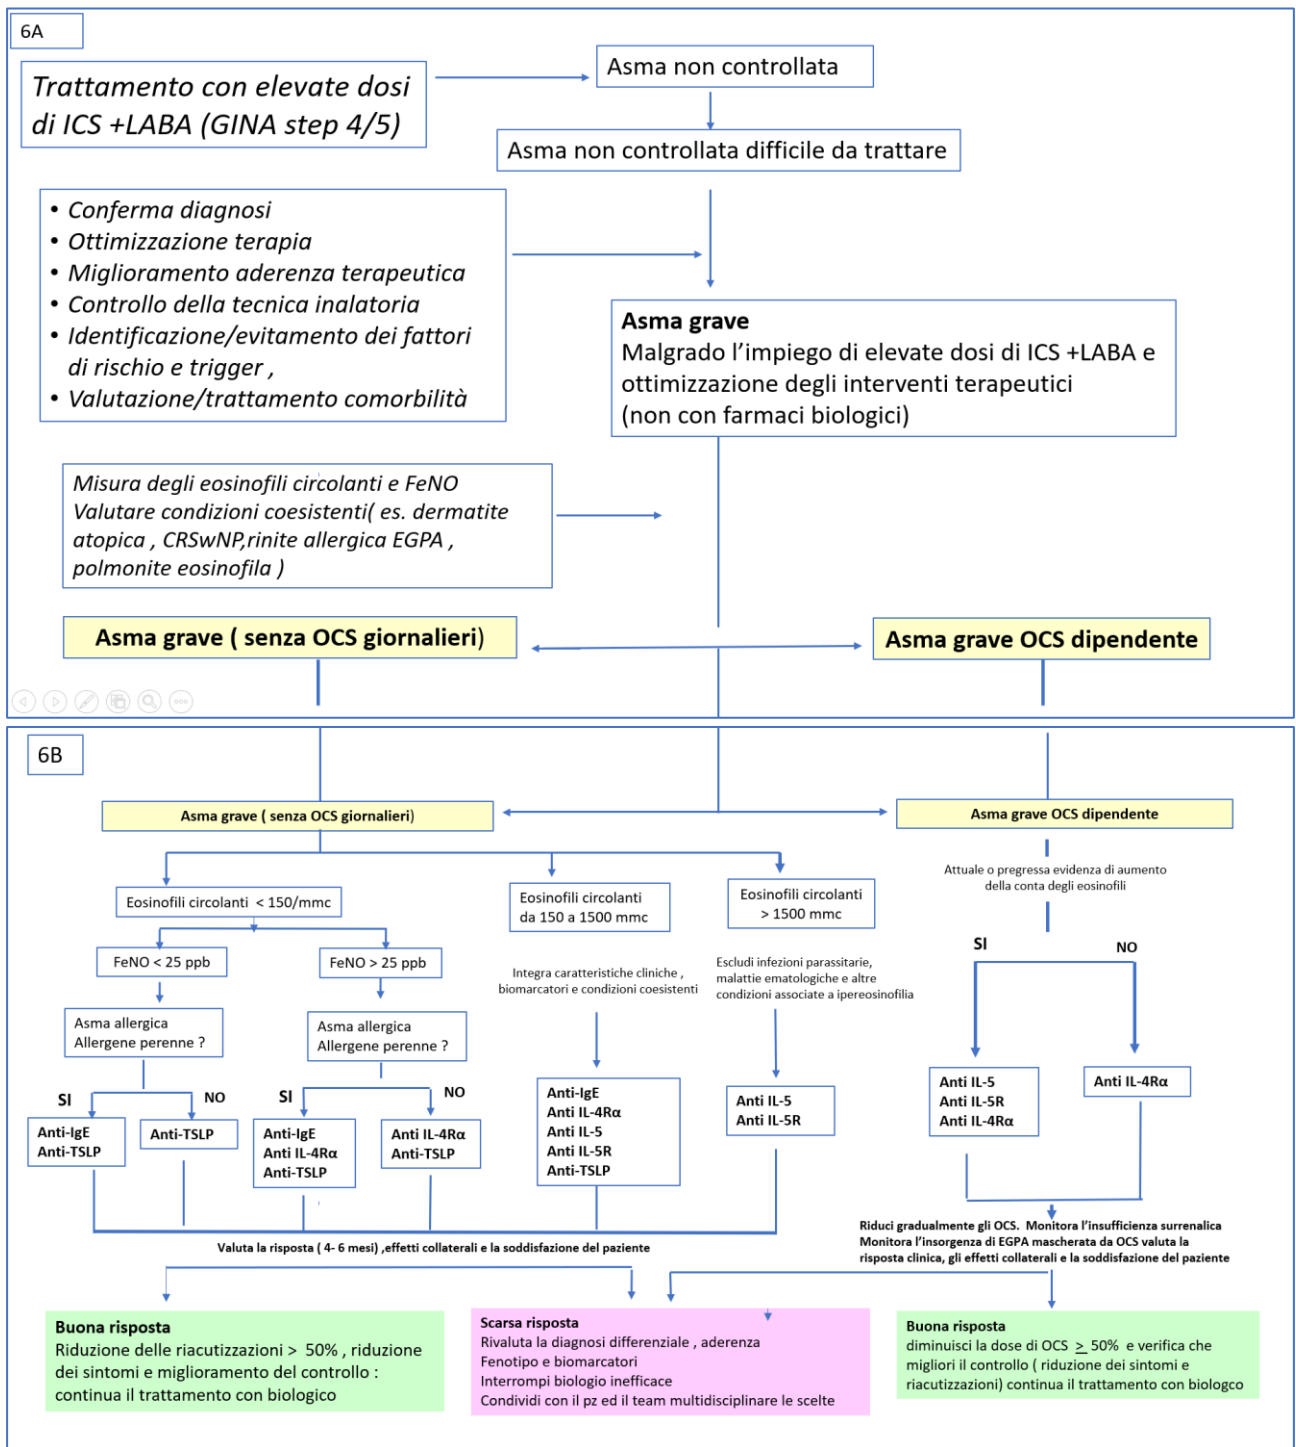 6A
Trattamento con elevate dosi
di ICS +LABA (GINA step 4/5)
Asma non controllata
Asma non controllata difficile da trattare
• Conferma diagnosi
• Ottimizzazione terapia
• Miglioramento aderenza terapeutica
• Controllo della tecnica inalatoria
• Identificazione/evitamento dei fattori
di rischio e trigger ,
• Valutazione/trattamento comorbilità
Asma grave
Malgrado l'impiego di elevate dosi di ICS +LABA e
ottimizzazione degli interventi terapeutici
(non con farmaci biologici)
Misura degli eosinofili circolanti e FeNO
Valutare condizioni coesistenti( es. dermatite
atopica , CRSwNP,rinite allergica EGPA ,
polmonite eosinofila )
Asma grave ( senza OCS giornalieri)
Asma grave OCS dipendente
6B
Asma grave ( senza OCS giornalieri)
Asma grave OCS dipendente
Eosinofili circolanti < 150/mmc
Eosinofili circolanti
da 150 a 1500 mmc
Eosinofili circolanti
> 1500 mmc
Attuale o pregressa evidenza di aumento
della conta degli eosinofili
FeNO < 25 ppb
FeNO > 25 ppb
Integra caratteristiche cliniche ,
biomarcatori e condizioni coesistenti
Escludi infezioni parassitarie,
malattie ematologiche e altre
condizioni associate a ipereosinofilia
SI
NO
Asma allergica
Allergene perenne ?
Asma allergica
Allergene perenne ?
SI
NO
SI
NO
Anti-IgE
Anti-TSLP
Anti-TSLP
Anti-IgE
Anti IL-4Rα
Anti-TSLP
Anti IL-4Rα
Anti-TSLP
Anti-IgE
Anti IL-4Rα
Anti IL-5
Anti IL-5R
Anti-TSLP
Anti IL-5
Anti IL-5R
Anti IL-5
Anti IL-5R
Anti IL-4Rα
Anti IL-4Rα
Valuta la risposta ( 4- 6 mesi) ,effetti collaterali e la soddisfazione del paziente
Riduci gradualmente gli OCS. Monitora l'insufficienza surrenalica
Monitora l'insorgenza di EGPA mascherata da OCS valuta la
risposta clinica, gli effetti collaterali e la soddisfazione del paziente
Buona risposta
Riduzione delle riacutizzazioni > 50% , riduzione
dei sintomi e miglioramento del controllo :
continua il trattamento con biologico
Scarsa risposta
Rivaluta la diagnosi differenziale , aderenza
Fenotipo e biomarcatori
Interrompi biologio inefficace
Condividi con il pz ed il team multidisciplinare le scelte
Buona risposta
diminuisci la dose di OCS ≥ 50% e verifica che
migliori il controllo ( riduzione dei sintomi e
riacutizzazioni) continua il trattamento con biologco